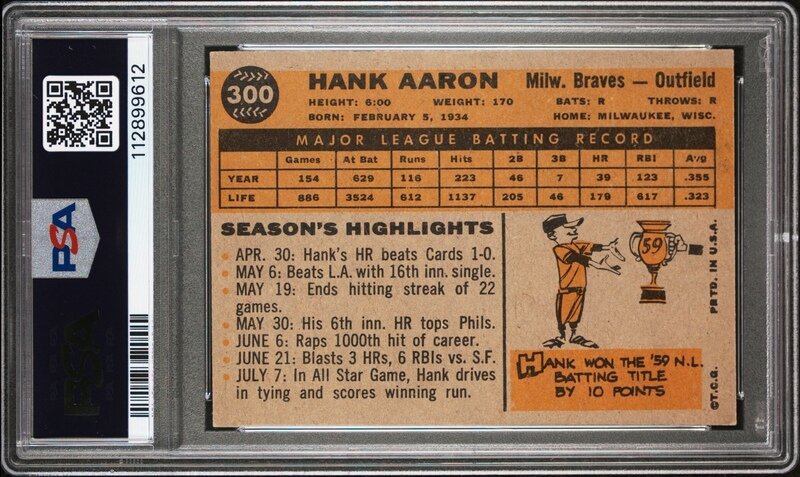 PSA
112899612
PSA
300
HANK AARON Milw. Braves — Outfield
HEIGHT: 6:00 WEIGHT: 170 BATS: R THROWS: R
BORN: FEBRUARY 5, 1934 HOME: MILWAUKEE, WISC.
MAJOR LEAGUE BATTING RECORD
Games At Bat Runs Hits 2B 3B HR RBI Avg
YEAR 154 629 116 223 46 7 39 123 .355
LIFE 886 3524 612 1137 205 46 179 617 .323
SEASON'S HIGHLIGHTS
APR. 30: Hank's HR beats Cards 1-0.
MAY 6: Beats L.A. with 16th inn. single.
MAY 19: Ends hitting streak of 22
games.
MAY 30: His 6th inn. HR tops Phils.
JUNE 6: Raps 1000th hit of career.
JUNE 21: Blasts 3 HRs, 6 RBIs vs. S.F.
JULY 7: In All Star Game, Hank drives
in tying and scores winning run.
59
HANK WON THE '59 N.L.
BATTING TITLE
BY 10 POINTS
©T.C.G. PRTD. IN U.S.A.